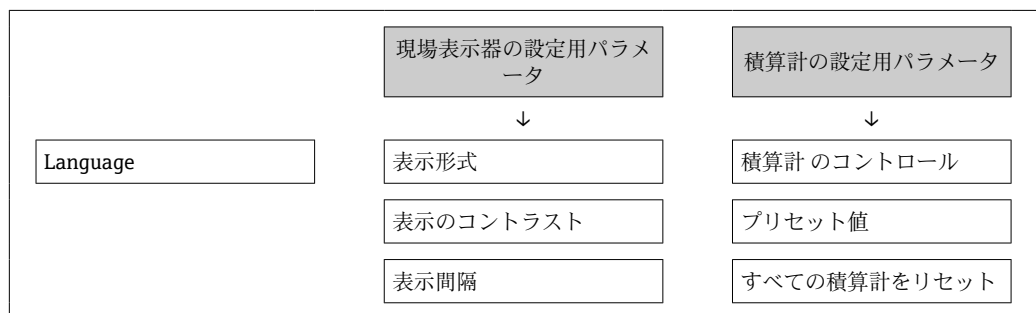 現場表示器の設定用パラメ
ータ
積算計の設定用パラメータ
↓
↓
Language
表示形式
積算計 のコントロール
表示のコントラスト
プリセット値
表示間隔
すべての積算計をリセット